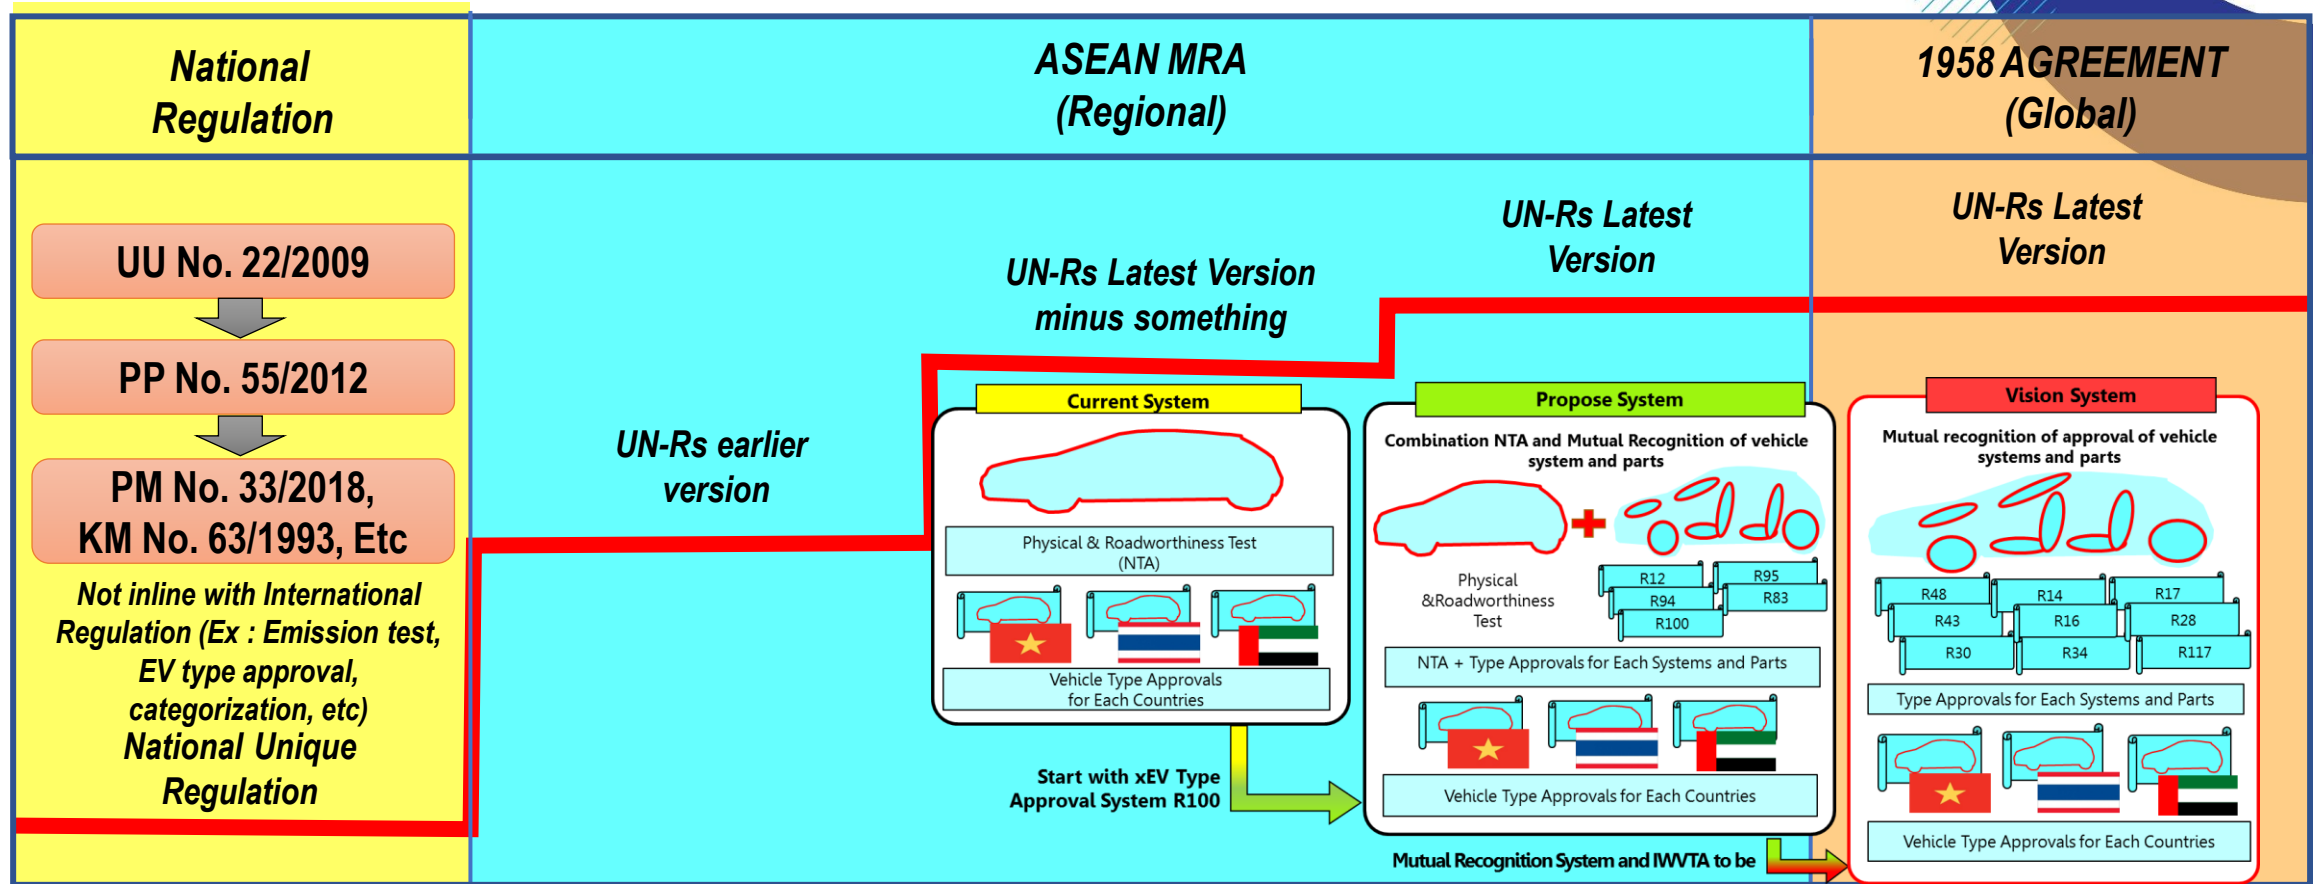 National
Regulation
ASEAN MRA
(Regional)
1958 AGREEMENT
(Global)
UU No. 22/2009
PP No. 55/2012
PM No. 33/2018,
KM No. 63/1993, Etc
Not inline with International
Regulation (Ex : Emission test,
EV type approval,
categorization, etc)
National Unique
Regulation
UN-Rs earlier
version
UN-Rs Latest Version
minus something
UN-Rs Latest
Version
UN-Rs Latest
Version
Current System
Physical & Roadworthiness Test
(NTA)
Vehicle Type Approvals
for Each Countries
Start with xEV Type
Approval System R100
Propose System
Combination NTA and Mutual Recognition of vehicle
system and parts
Physical
&Roadworthiness
Test
R12
R95
R94
R83
R100
NTA + Type Approvals for Each Systems and Parts
Vehicle Type Approvals for Each Countries
Mutual Recognition System and IWVTA to be
Vision System
Mutual recognition of approval of vehicle
systems and parts
R48
R14
R17
R43
R16
R28
R30
R34
R117
Type Approvals for Each Systems and Parts
Vehicle Type Approvals for Each Countries